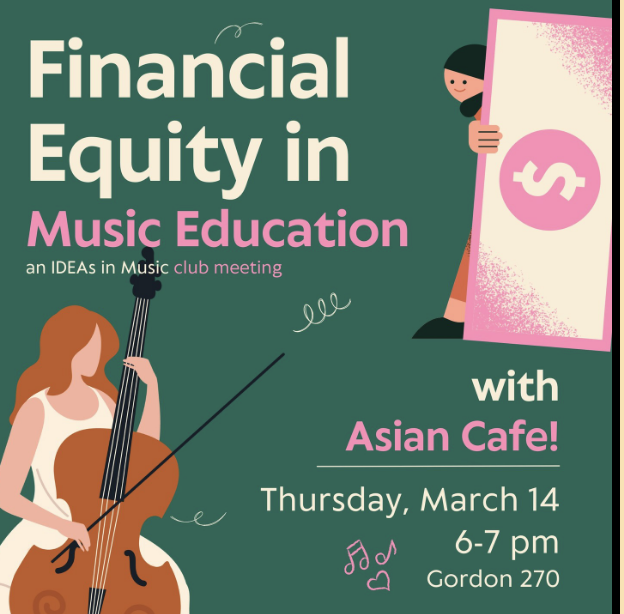 Financial
Equity in
Music Education
an IDEAs in Music club meeting
$
with
Asian Cafe!
Thursday, March 14
6-7 pm
Gordon 270